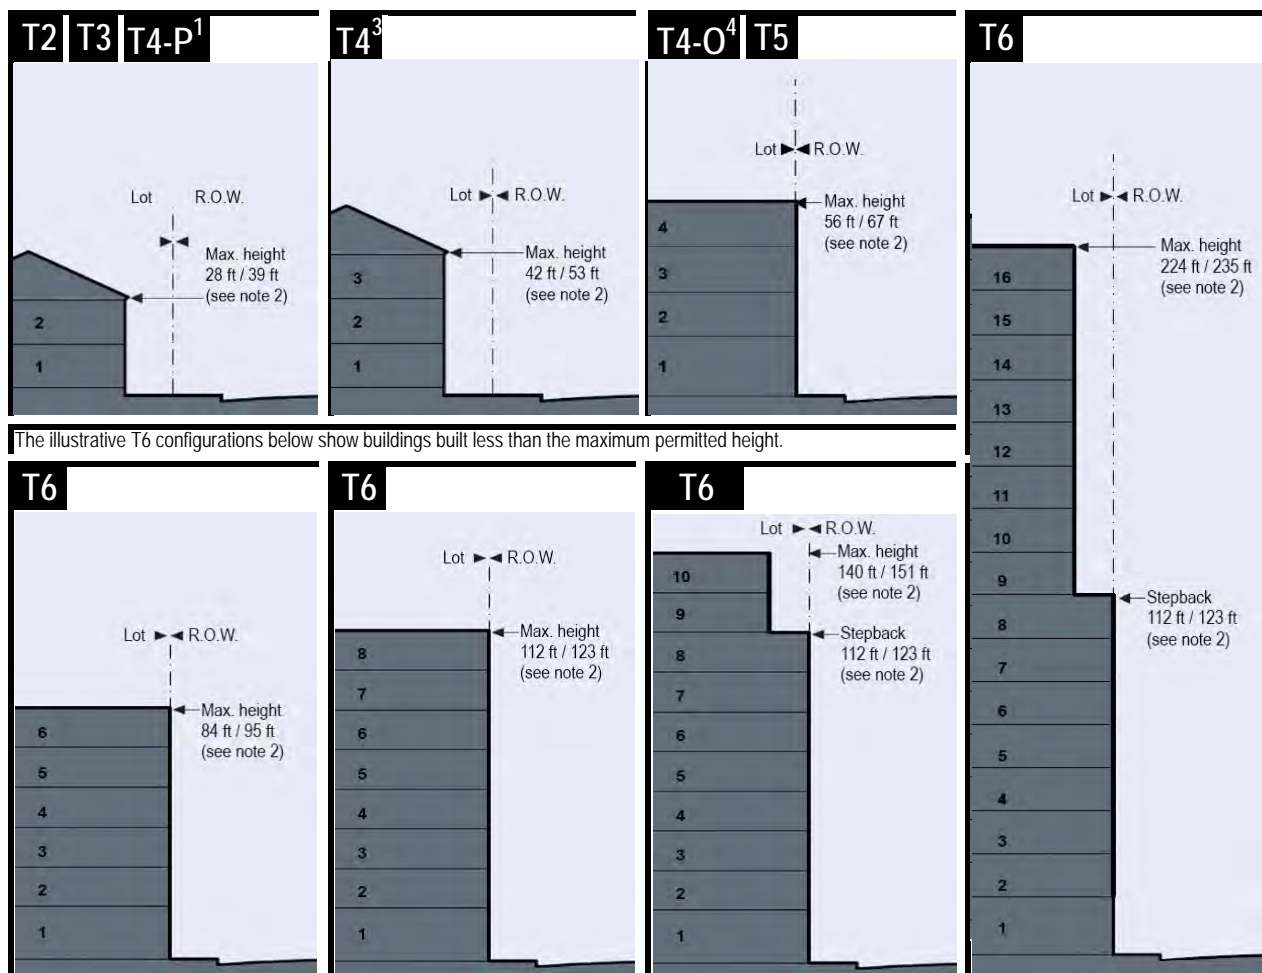 T2 T3 T4-P1
Lot R.O.W.
Max. height
28 ft / 39 ft
(see note 2)
2
1
T43
Lot R.O.W.
Max. height
42 ft / 53 ft
(see note 2)
3
2
1
T4-O4 T5
Lot R.O.W.
Max. height
56 ft / 67 ft
(see note 2)
4
3
2
1
T6
Lot R.O.W.
Max. height
224 ft / 235 ft
(see note 2)
16
15
14
13
12
11
10
9
Stepback
112 ft / 123 ft
(see note 2)
8
7
6
5
4
3
2
1
The illustrative T6 configurations below show buildings built less than the maximum permitted height.
T6
Lot R.O.W.
Max. height
84 ft / 95 ft
(see note 2)
6
5
4
3
2
1
T6
Lot R.O.W.
Max. height
112 ft / 123 ft
(see note 2)
8
7
6
5
4
3
2
1
T6
Lot R.O.W.
Max. height
140 ft / 151 ft
(see note 2)
10
9
Stepback
112 ft / 123 ft
(see note 2)
8
7
6
5
4
3
2
1